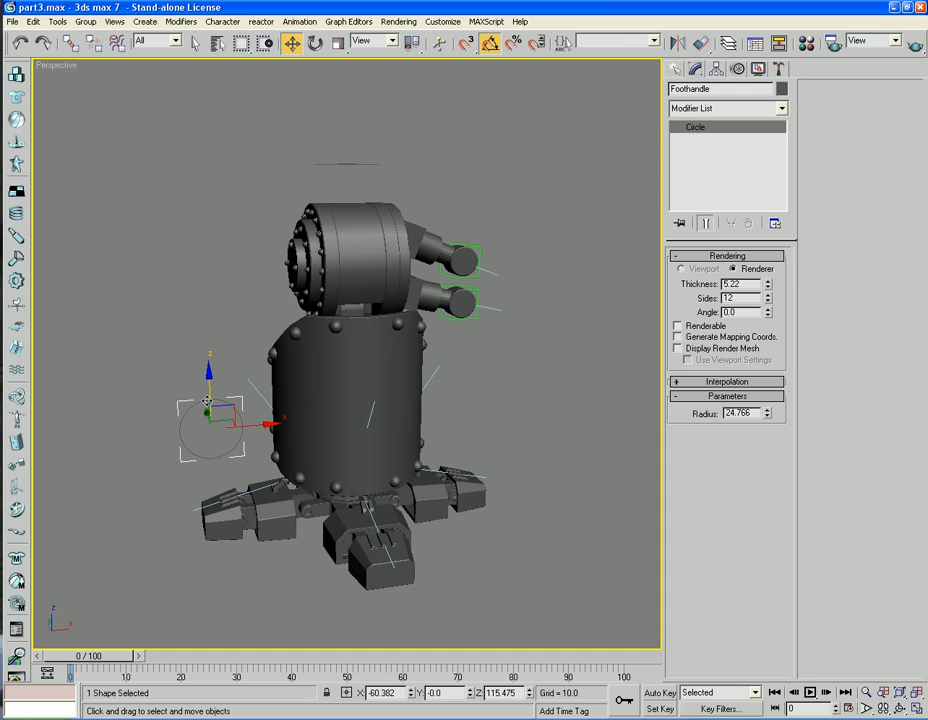 part3.max - 3ds max 7 - Stand-alone License
File Edit Tools Group Views Create Modifiers Character reactor Animation Graph Editors Rendering Customize MAXScript Help
All
View
3
%
ABC
View
Perspective
Foothandle
Modifier List
Circle
- Rendering
Viewport Renderer
Thickness: 5.22
Sides: 12
Angle: 0.0
Renderable
Generate Mapping Coords.
Display Render Mesh
Use Viewport Settings
+ Interpolation
- Parameters
Radius: 24.766
z
x
z
x
0 / 100
0 10 20 30 40 50 60 70 80 90 100
1 Shape Selected X: -60.382 Y: -0.0 Z: 115.475 Grid = 10.0 Auto Key Selected
Click and drag to select and move objects Add Time Tag Set Key Key Filters... 0